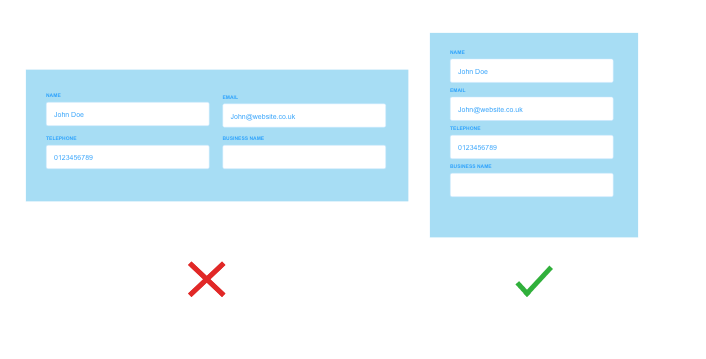 NAME
John Doe
EMAIL
John@website.co.uk
TELEPHONE
0123456789
BUSINESS NAME
NAME
John Doe
EMAIL
John@website.co.uk
TELEPHONE
0123456789
BUSINESS NAME